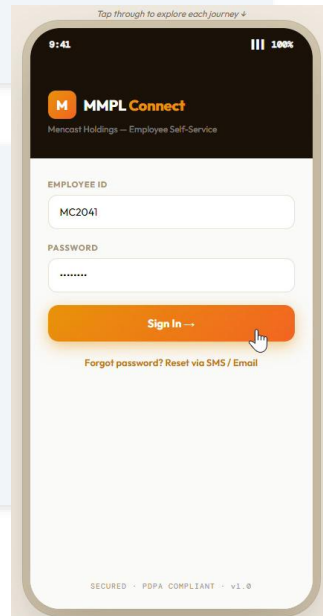 Tap through to explore each journey ↓
9:41 100%
M MMPL Connect
Mencast Holdings — Employee Self-Service
EMPLOYEE ID
MC2041
PASSWORD
••••••••
Sign In →
Forgot password? Reset via SMS / Email
SECURED · PDPA COMPLIANT · v1.0